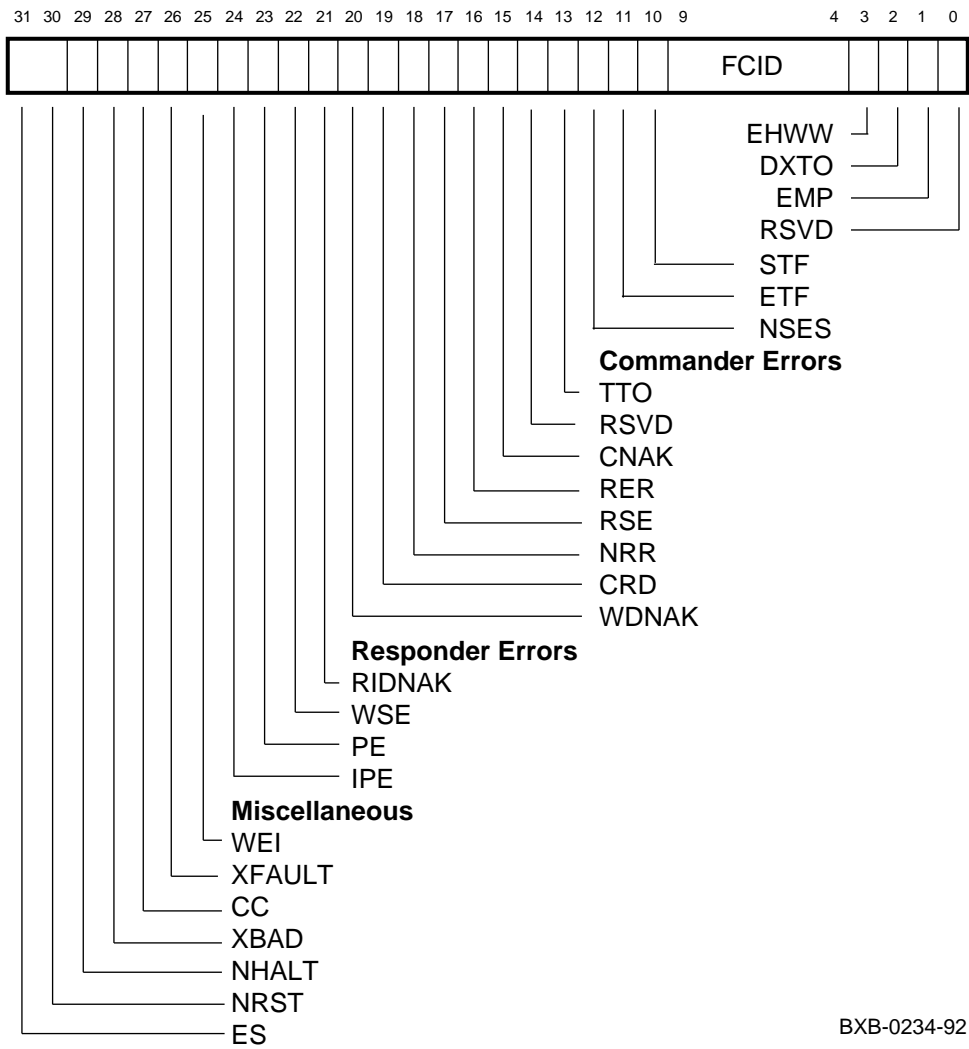 31 30 29 28 27 26 25 24 23 22 21 20 19 18 17 16 15 14 13 12 11 10 9 4 3 2 1 0
FCID
EHWW
DXTO
EMP
RSVD
STF
ETF
NSES
Commander Errors
TTO
RSVD
CNAK
RER
RSE
NRR
CRD
WDNAK
Responder Errors
RIDNAK
WSE
PE
IPE
Miscellaneous
WEI
XFAULT
CC
XBAD
NHALT
NRST
ES
BXB-0234-92